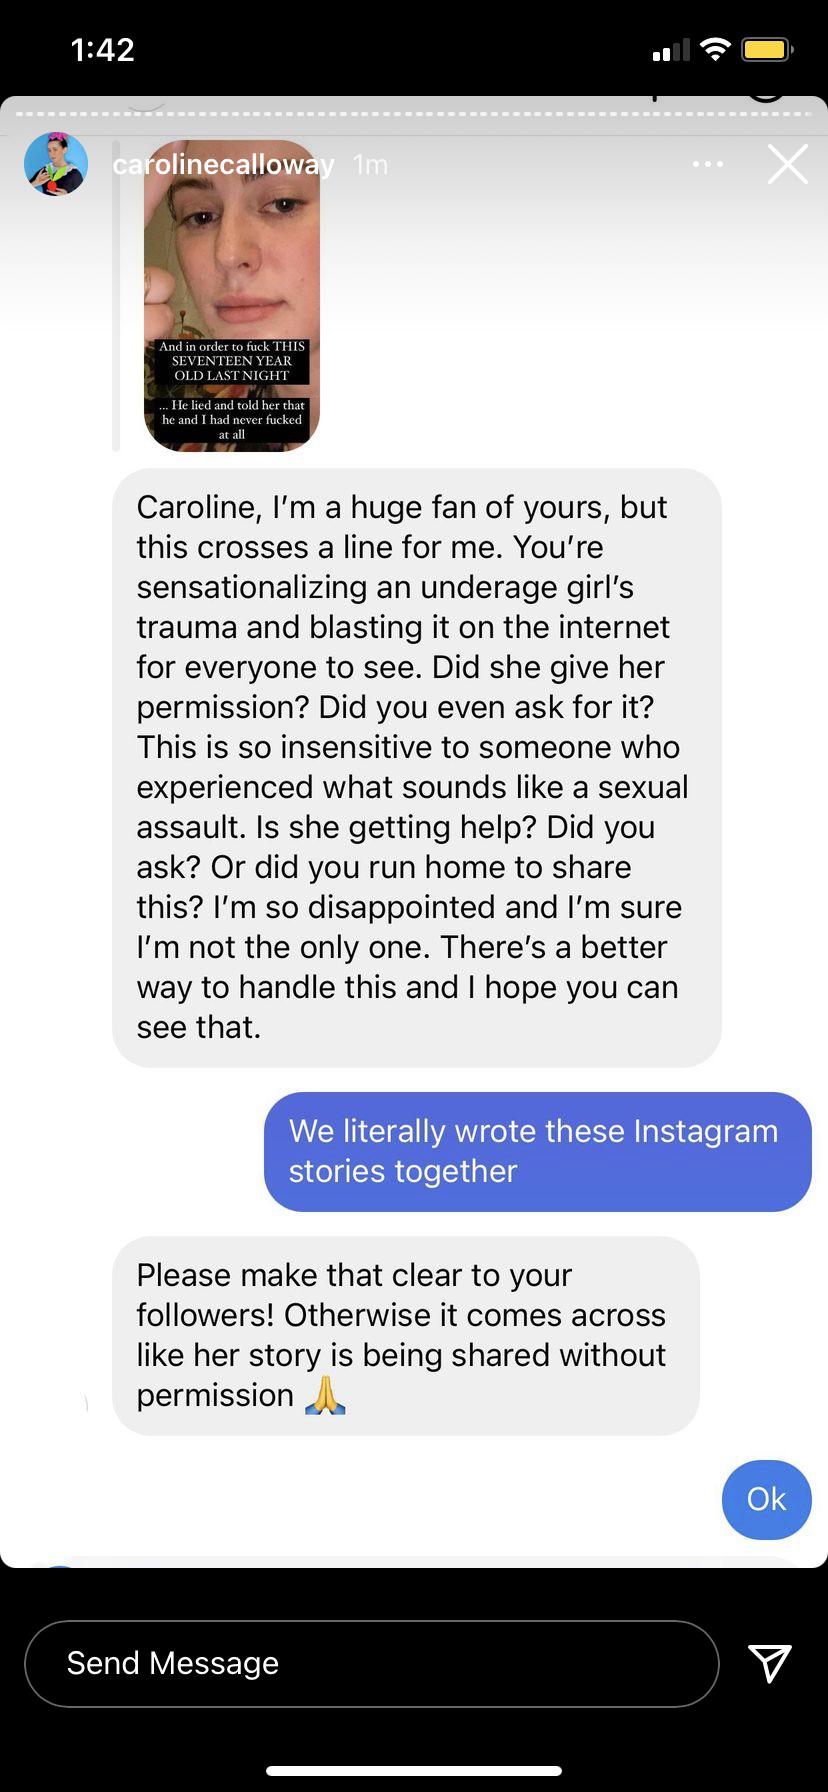 1:42
carolinecalloway 1m
And in order to fuck THIS
SEVENTEEN YEAR
OLD LAST NIGHT
... He lied and told her that
he and I had never fucked
at all
Caroline, I’m a huge fan of yours, but
this crosses a line for me. You’re
sensationalizing an underage girl’s
trauma and blasting it on the internet
for everyone to see. Did she give her
permission? Did you even ask for it?
This is so insensitive to someone who
experienced what sounds like a sexual
assault. Is she getting help? Did you
ask? Or did you run home to share
this? I’m so disappointed and I’m sure
I’m not the only one. There’s a better
way to handle this and I hope you can
see that.
We literally wrote these Instagram
stories together
Please make that clear to your
followers! Otherwise it comes across
like her story is being shared without
permission 🙏
Ok
Send Message